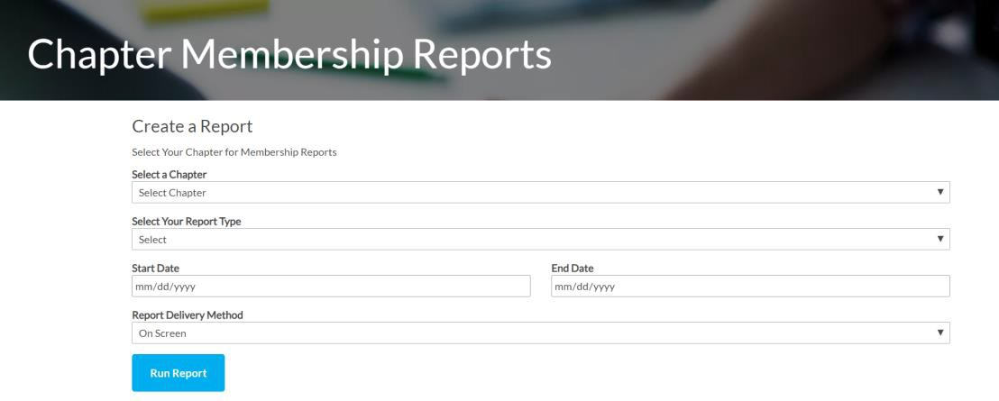 Chapter Membership Reports
Create a Report
Select Your Chapter for Membership Reports
Select a Chapter
Select Chapter
Select Your Report Type
Select
Start Date End Date
mm/dd/yyyy mm/dd/yyyy
Report Delivery Method
On Screen
Run Report